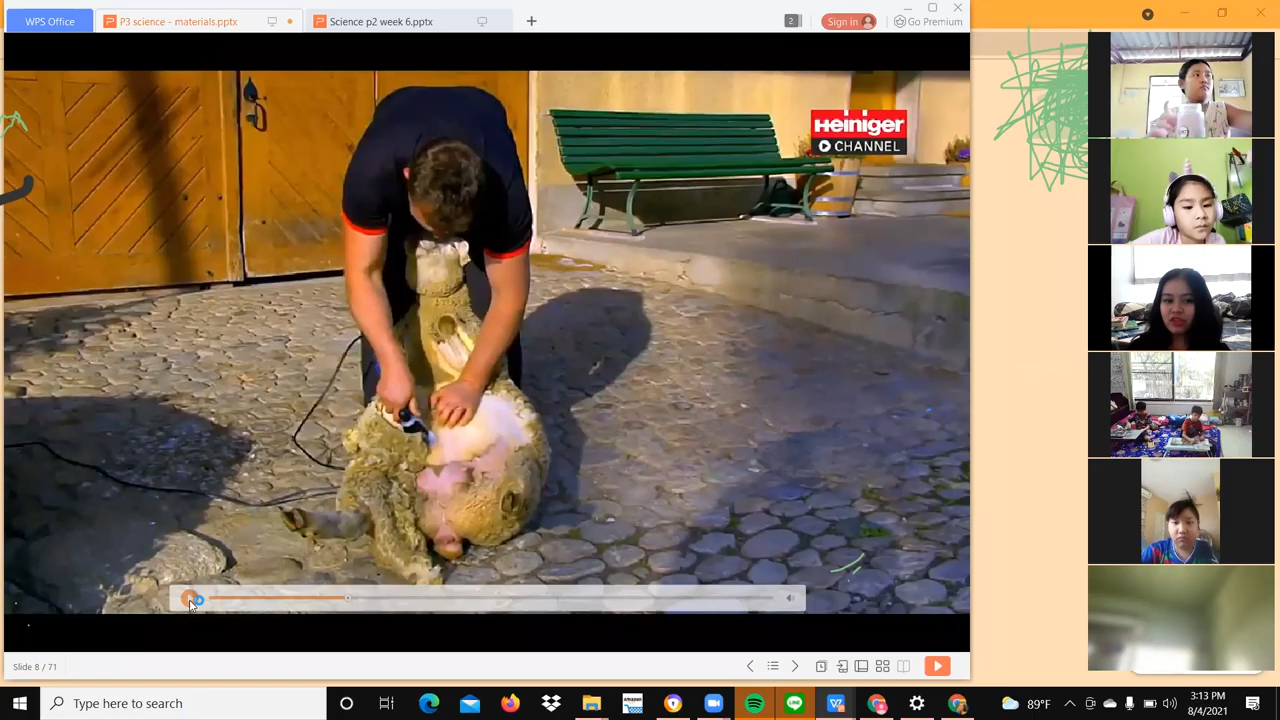 WPS Office
P3 science - materials.pptx
Science p2 week 6.pptx
2
Sign in
Go Premium
Heiniger
CHANNEL
Slide 8 / 71
Type here to search
89°F
3:13 PM
8/4/2021